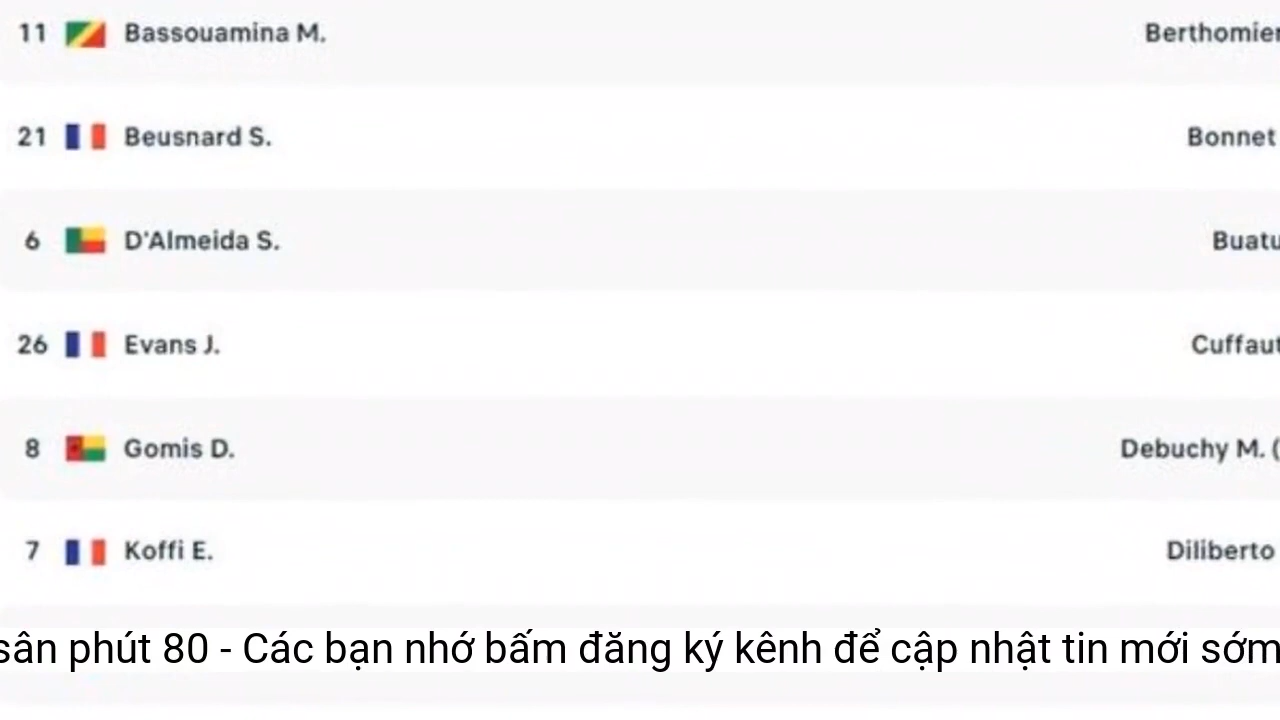 11 Bassouamina M. Berthomier
21 Beusnard S. Bonnet
6 D'Almeida S. Buatu
26 Evans J. Cuffaut
8 Gomis D. Debuchy M. (
7 Koffi E. Diliberto
sân phút 80 - Các bạn nhớ bấm đăng ký kênh để cập nhật tin mới sớm